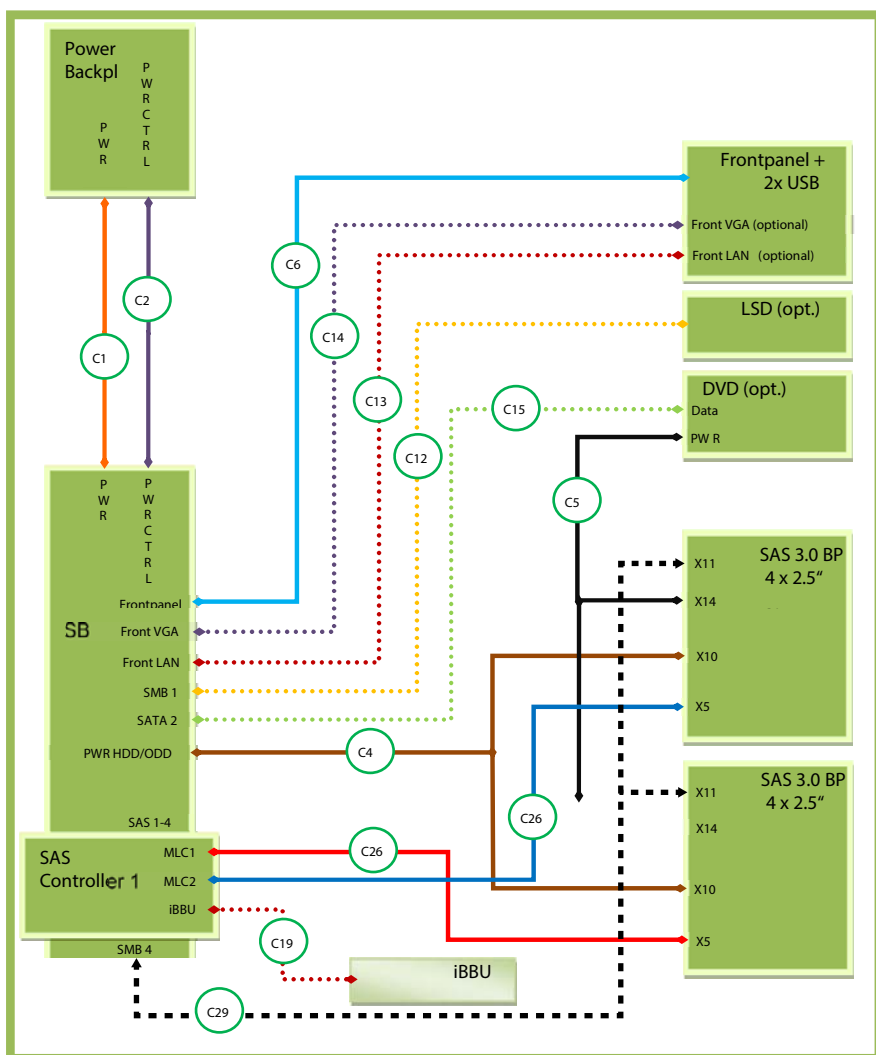 Power
Backpl
PWR
PWRCTRL
Frontpanel +
2x USB
Front VGA (optional)
Front LAN (optional)
C6
C2
C14
C1
LSD (opt.)
DVD (opt.)
Data
PW R
C13
C15
C12
C5
PWR
PWRCTRL
SB
Frontpanel
Front VGA
Front LAN
SMB 1
SATA 2
PWR HDD/ODD
SAS 1-4
C4
SAS 3.0 BP
4 x 2.5“
X11
X14
X10
X5
SAS 3.0 BP
4 x 2.5“
X11
X14
X10
X5
C26
C26
SAS
Controller 1
MLC1
MLC2
iBBU
SMB 4
C19
iBBU
C29